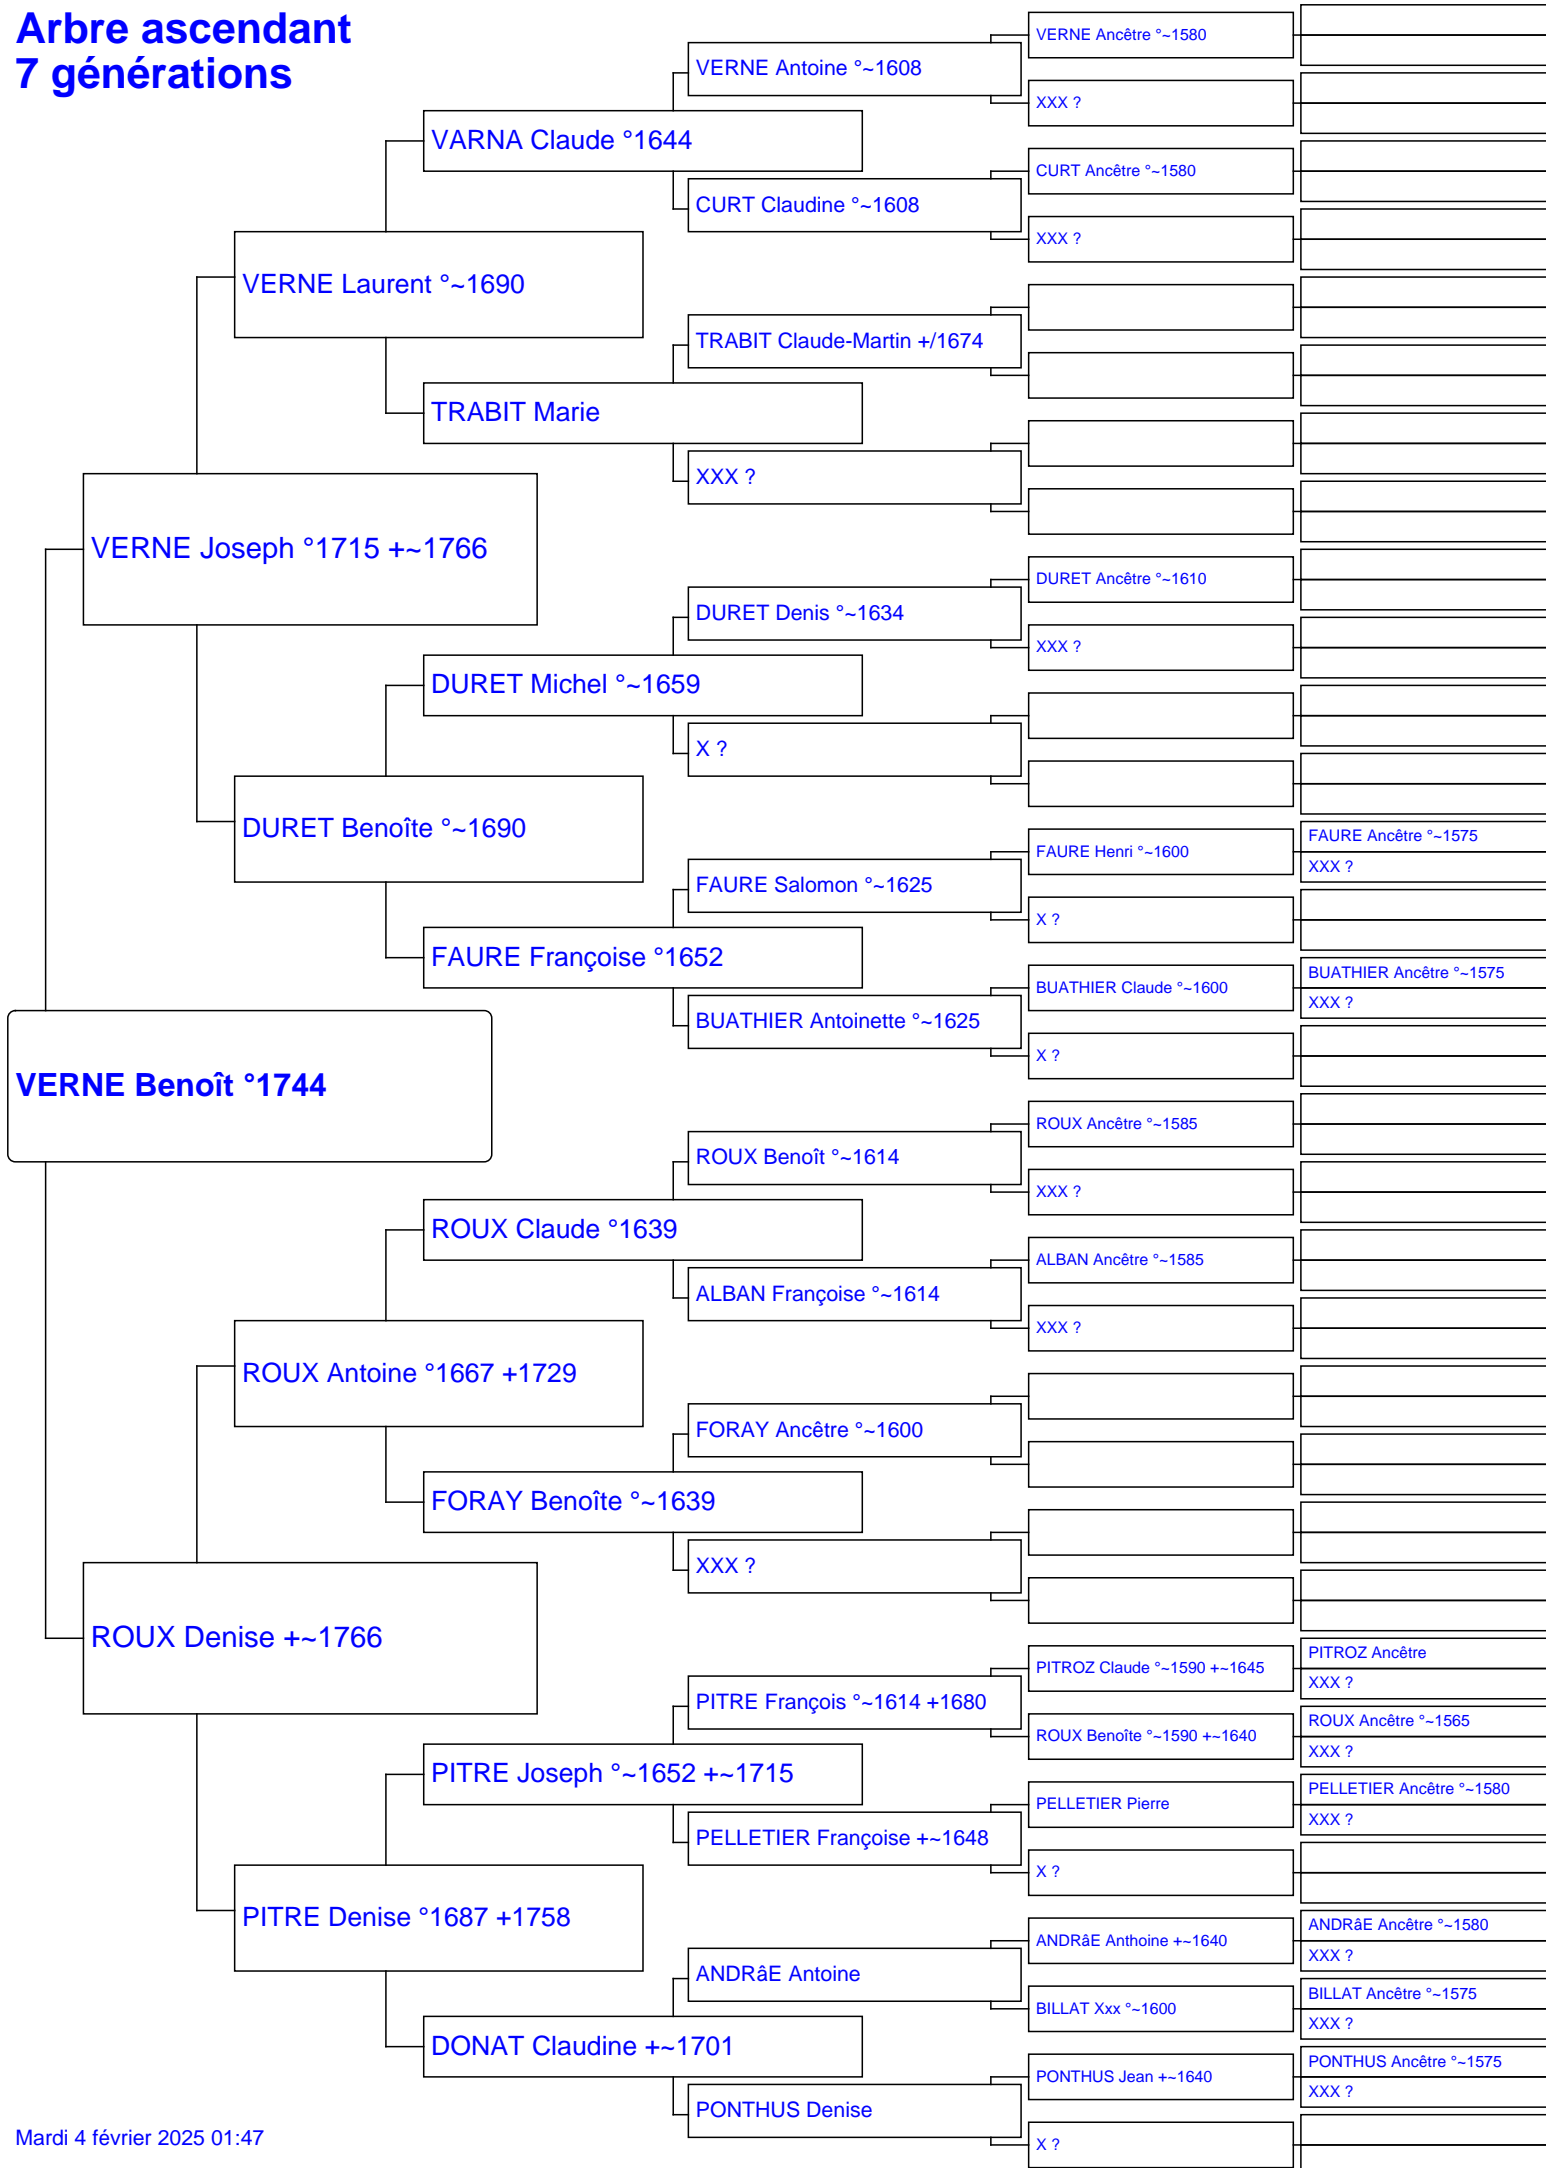 Arbre ascendant
7 générations
VERNE Ancêtre °~1580
VERNE Antoine °~1608
XXX ?
VARNA Claude °1644
CURT Ancêtre °~1580
CURT Claudine °~1608
XXX ?
VERNE Laurent °~1690
TRABIT Claude-Martin +/1674
TRABIT Marie
XXX ?
VERNE Joseph °1715 +~1766
DURET Ancêtre °~1610
DURET Denis °~1634
XXX ?
DURET Michel °~1659
X ?
DURET Benoîte °~1690
FAURE Ancêtre °~1575
FAURE Henri °~1600
XXX ?
FAURE Salomon °~1625
X ?
FAURE Françoise °1652
BUATHIER Ancêtre °~1575
BUATHIER Claude °~1600
XXX ?
BUATHIER Antoinette °~1625
X ?
VERNE Benoît °1744
ROUX Ancêtre °~1585
ROUX Benoît °~1614
XXX ?
ROUX Claude °1639
ALBAN Ancêtre °~1585
ALBAN Françoise °~1614
XXX ?
ROUX Antoine °1667 +1729
FORAY Ancêtre °~1600
FORAY Benoîte °~1639
XXX ?
ROUX Denise +~1766
PITROZ Ancêtre
PITROZ Claude °~1590 +~1645
XXX ?
PITRE François °~1614 +1680
ROUX Ancêtre °~1565
ROUX Benoîte °~1590 +~1640
XXX ?
PITRE Joseph °~1652 +~1715
PELLETIER Ancêtre °~1580
PELLETIER Pierre
XXX ?
PELLETIER Françoise +~1648
X ?
PITRE Denise °1687 +1758
ANDRâE Ancêtre °~1580
ANDRâE Anthoine +~1640
XXX ?
ANDRâE Antoine
BILLAT Ancêtre °~1575
BILLAT Xxx °~1600
XXX ?
DONAT Claudine +~1701
PONTHUS Ancêtre °~1575
PONTHUS Jean +~1640
XXX ?
PONTHUS Denise
X ?
Mardi 4 février 2025 01:47